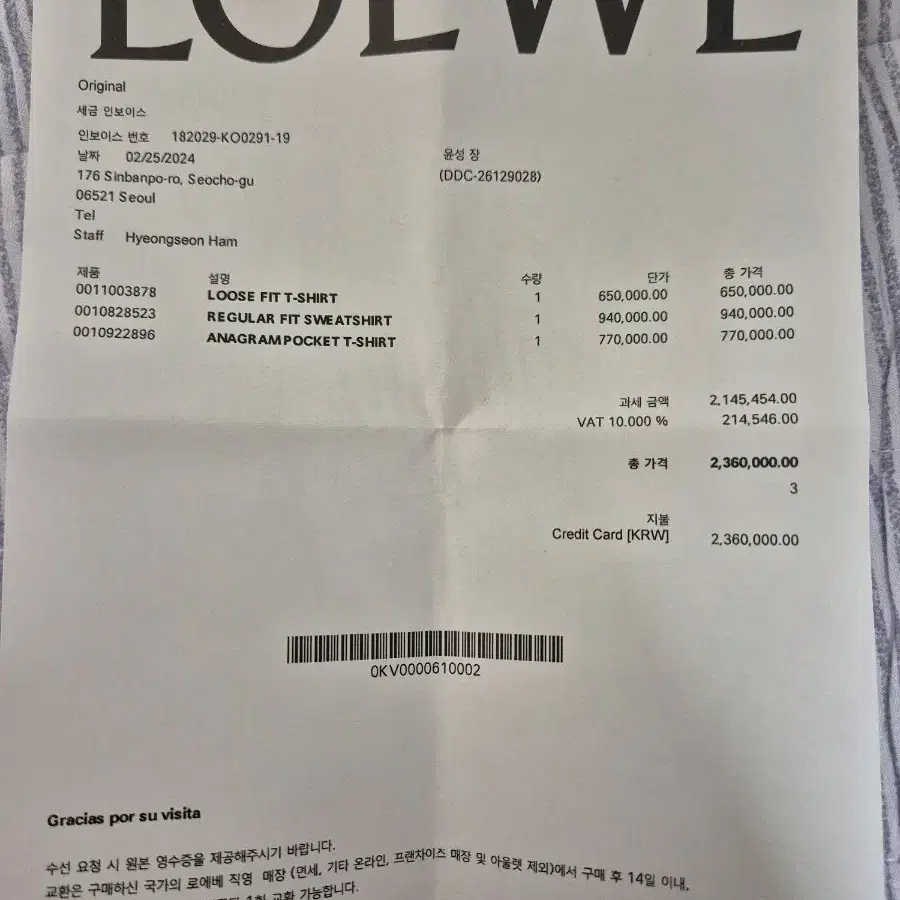 LOEWE
Original
세금 인보이스
인보이스 번호 182029-KO0291-19
날짜 02/25/2024
176 Sinbanpo-ro, Seocho-gu
06521 Seoul
Tel
Staff Hyeongseon Ham
윤성 장
(DDC-26129028)
제품 설명 수량 단가 총 가격
0011003878 LOOSE FIT T-SHIRT 1 650,000.00 650,000.00
0010828523 REGULAR FIT SWEATSHIRT 1 940,000.00 940,000.00
0010922896 ANAGRAM POCKET T-SHIRT 1 770,000.00 770,000.00
과세 금액 2,145,454.00
VAT 10.000 % 214,546.00
총 가격 2,360,000.00
3
지불
Credit Card [KRW] 2,360,000.00
0KV0000610002
Gracias por su visita
수선 요청 시 원본 영수증을 제공해주시기 바랍니다.
교환은 구매하신 국가의 로에베 직영 매장 (면세, 기타 온라인, 프랜차이즈 매장 및 아울렛 제외)에서 구매 후 14일 이내,
1회 교환 가능합니다.